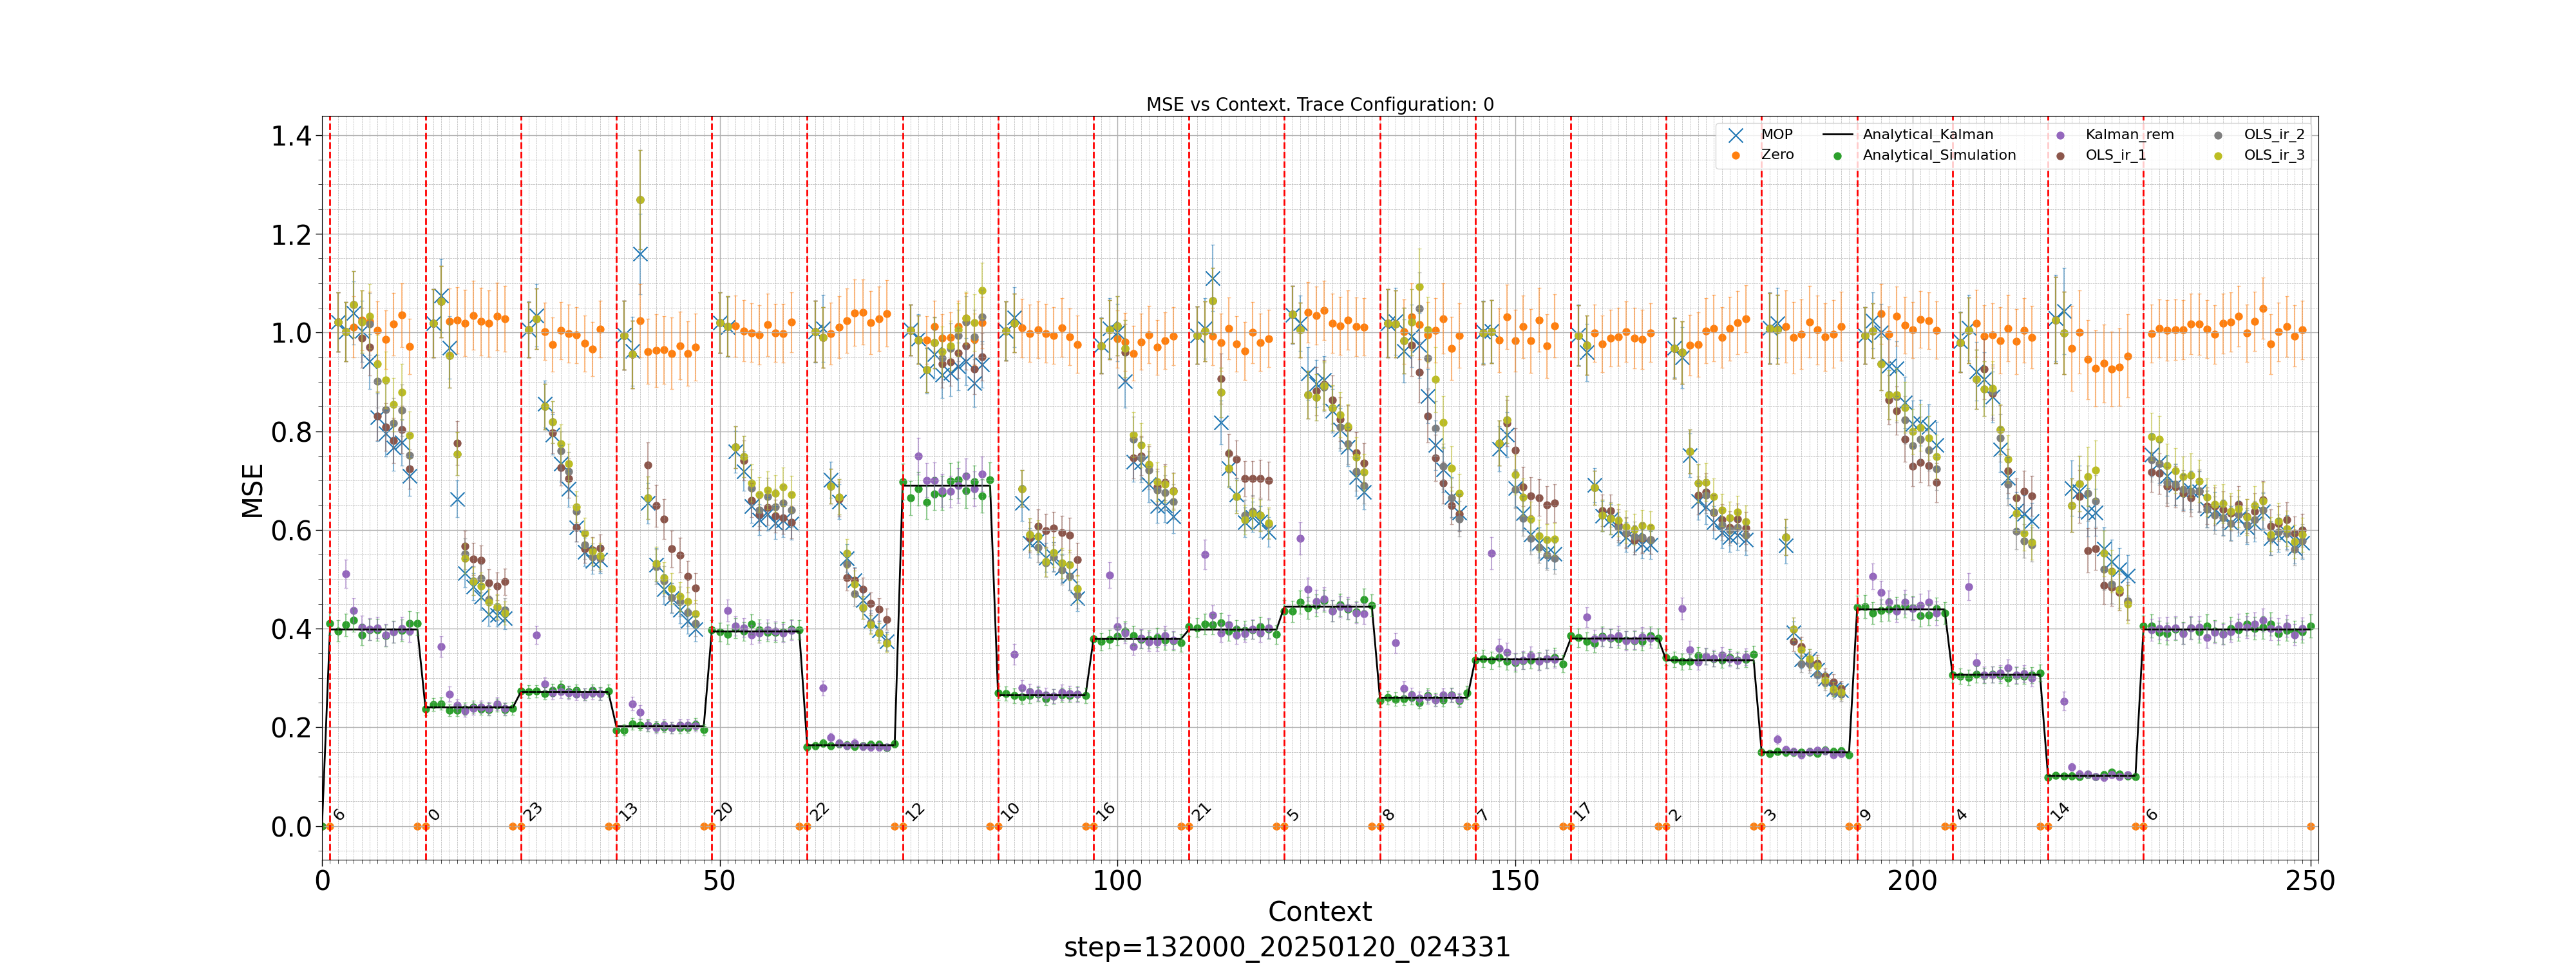 MSE vs Context. Trace Configuration: 0
MOP
Zero
Analytical_Kalman
Analytical_Simulation
Kalman_rem
OLS_ir_1
OLS_ir_2
OLS_ir_3
MSE
1.4
1.2
1.0
0.8
0.6
0.4
0.2
0.0
6 0 23 13 20 22 12 10 16 21 5 8 7 17 2 3 9 4 14 6
0 50 100 150 200 250
Context
step=132000_20250120_024331